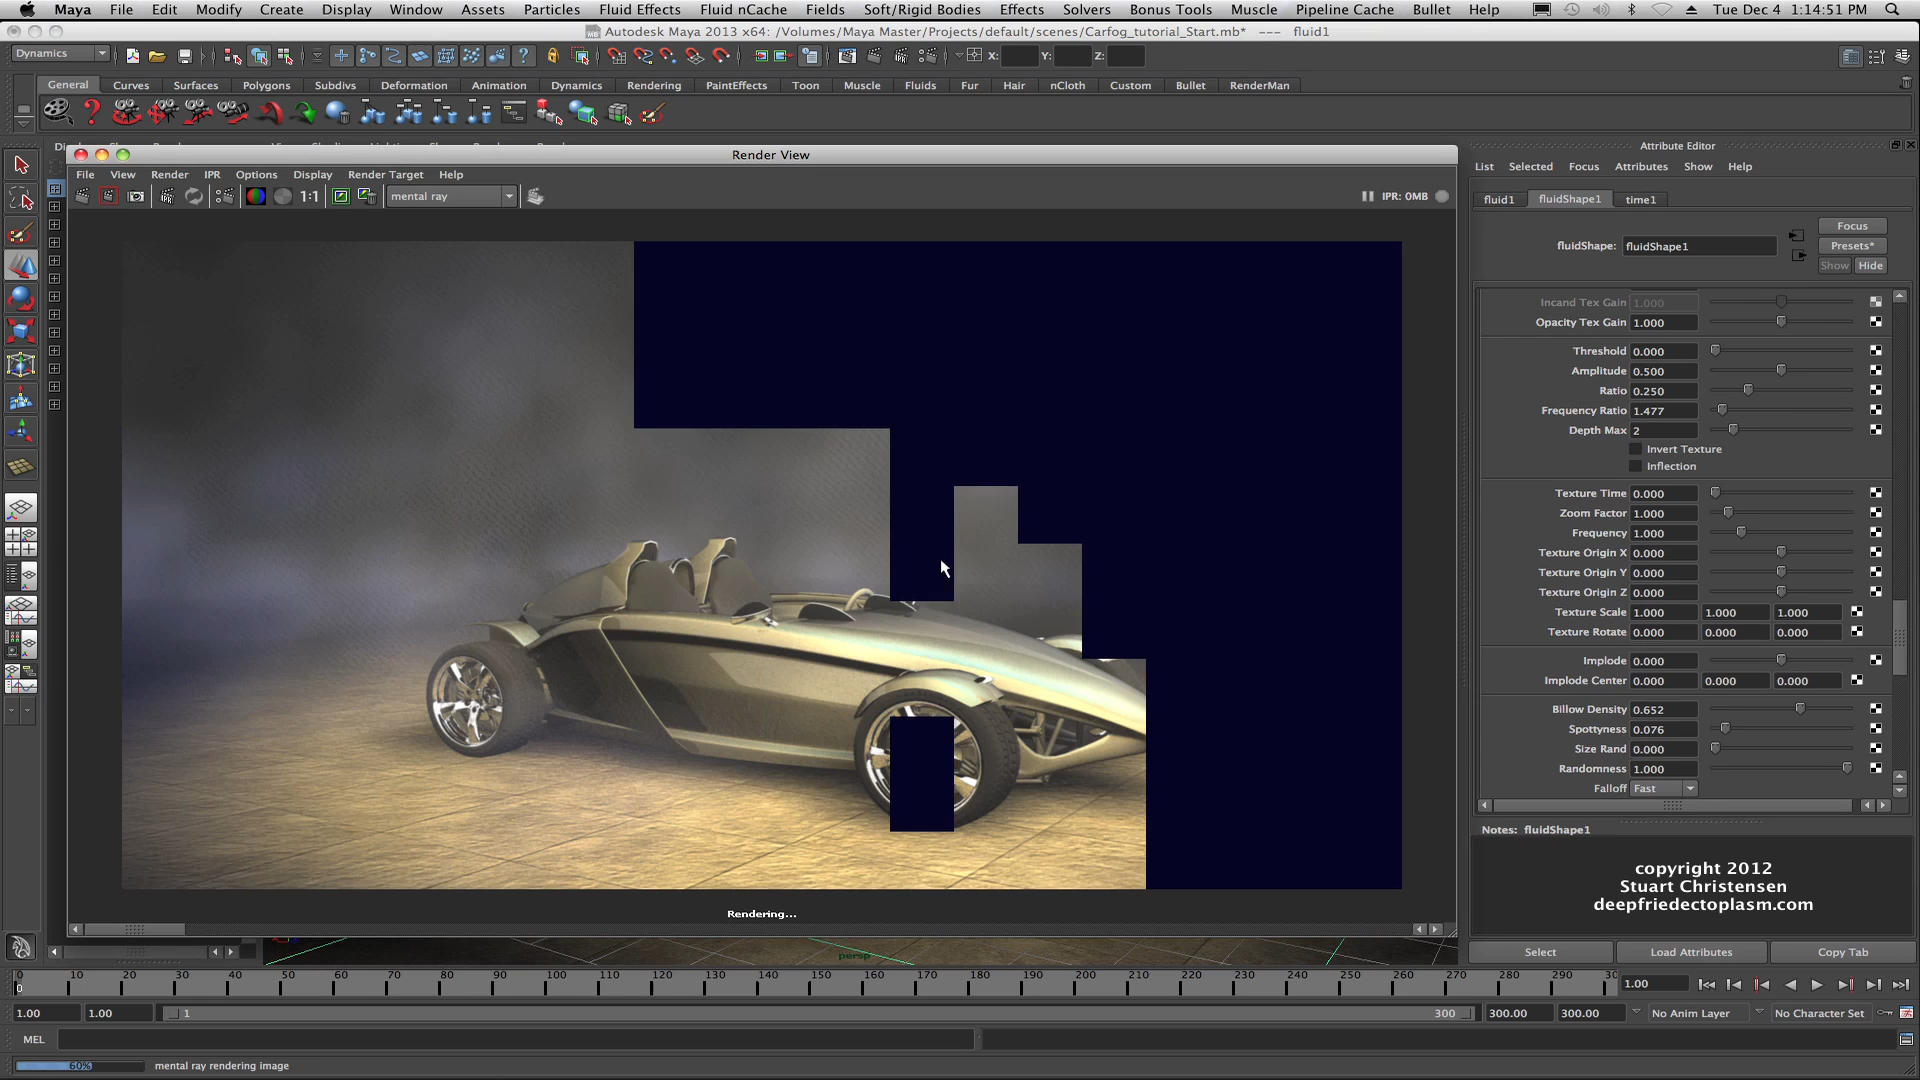 Maya File Edit Modify Create Display Window Assets Particles Fluid Effects Fluid nCache Fields Soft/Rigid Bodies Effects Solvers Bonus Tools Muscle Pipeline Cache Bullet Help Tue Dec 4 1:14:51 PM
Autodesk Maya 2013 x64: /Volumes/Maya Master/Projects/default/scenes/Carfog_tutorial_Start.mb* --- fluid1
Dynamics X: Y: Z:
General Curves Surfaces Polygons Subdivs Deformation Animation Dynamics Rendering PaintEffects Toon Muscle Fluids Fur Hair nCloth Custom Bullet RenderMan
Render View
File View Render IPR Options Display Render Target Help
1:1 mental ray IPR: 0MB
Rendering...
persp
Attribute Editor
List Selected Focus Attributes Show Help
fluid1 fluidShape1 time1
Focus
fluidShape: fluidShape1 Presets*
Show Hide
Incand Tex Gain 1.000
Opacity Tex Gain 1.000
Threshold 0.000
Amplitude 0.500
Ratio 0.250
Frequency Ratio 1.477
Depth Max 2
Invert Texture
Inflection
Texture Time 0.000
Zoom Factor 1.000
Frequency 1.000
Texture Origin X 0.000
Texture Origin Y 0.000
Texture Origin Z 0.000
Texture Scale 1.000 1.000 1.000
Texture Rotate 0.000 0.000 0.000
Implode 0.000
Implode Center 0.000 0.000 0.000
Billow Density 0.652
Spottyness 0.076
Size Rand 0.000
Randomness 1.000
Falloff Fast
Notes: fluidShape1
copyright 2012
Stuart Christensen
deepfriedectoplasm.com
Select Load Attributes Copy Tab
0 10 20 30 40 50 60 70 80 90 100 110 120 130 140 150 160 170 180 190 200 210 220 230 240 250 260 270 280 290 30
0 1.00
1.00 1.00 1 300 300.00 300.00 No Anim Layer No Character Set
MEL
60% mental ray rendering image